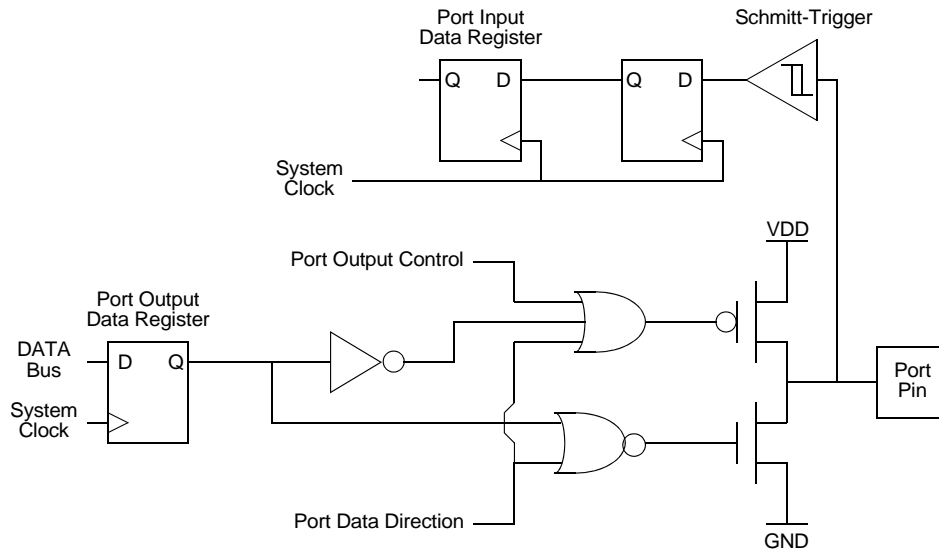 Port Input
Data Register
Schmitt-Trigger
Q D
D
System
Clock
VDD
Port Output Control
Port Output
Data Register
DATA
Bus
D Q
System
Clock
Port
Pin
Port Data Direction
GND